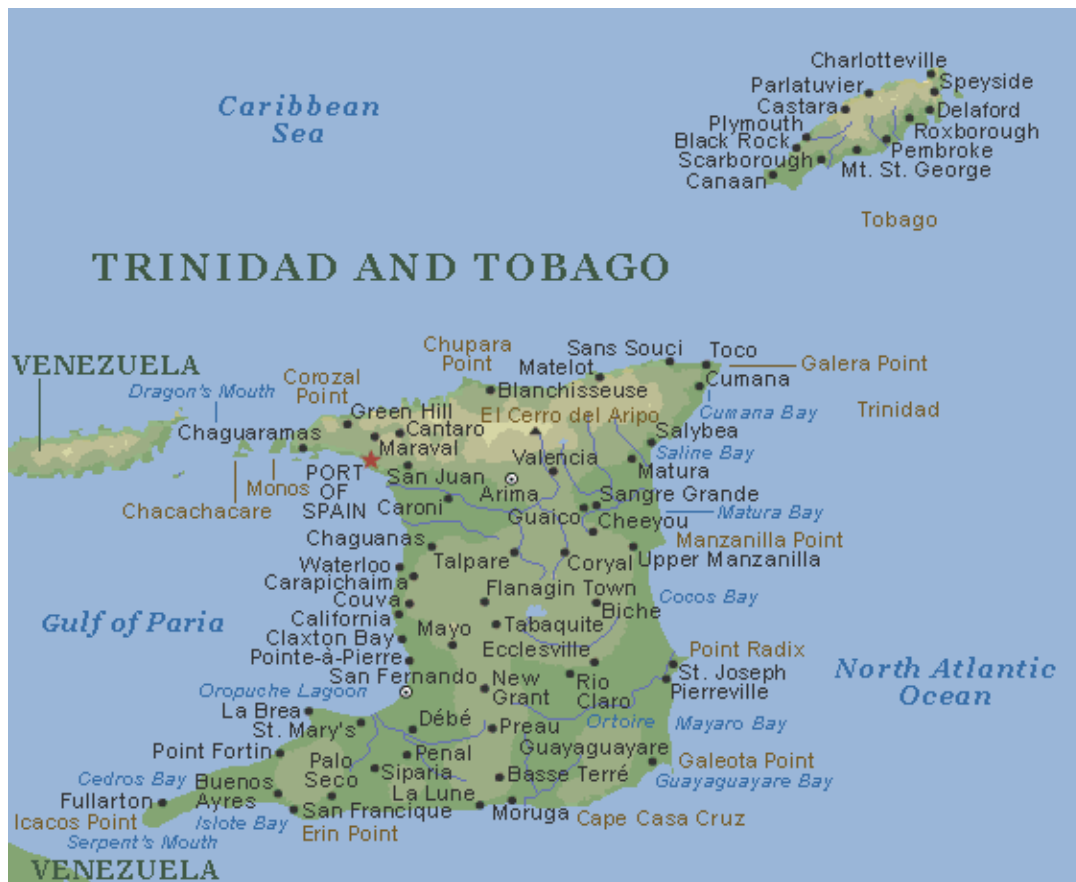 Caribbean
Sea
Charlotteville
Parlatuvier
Speyside
Castara
Delaford
Plymouth
Roxborough
Black Rock
Pembroke
Scarborough
Mt. St. George
Canaan
Tobago
TRINIDAD AND TOBAGO
VENEZUELA
Chupara
Point
Sans Souci
Toco
Galera Point
Matelot
Corozal
Point
Dragon's Mouth
Blanchisseuse
Cumana
Green Hill
El Cerro del Aripo
Cumana Bay
Trinidad
Chaguaramas
Cantaro
Salybea
Maraval
Saline Bay
Valencia
Matura
PORT
OF
SPAIN
San Juan
Monos
Arima
Sangre Grande
Chacachacare
Caroni
Guaico
Cheeyou
Matura Bay
Chaguanas
Manzanilla Point
Talpare
Coryal
Upper Manzanilla
Waterloo
Carapichaima
Flanagin Town
Couva
Biche
Cocos Bay
California
Gulf of Paria
Mayo
Tabaquite
Claxton Bay
Ecclesville
Point Radix
Pointe-à-Pierre
San Fernando
New
Grant
Rio
Claro
St. Joseph
Pierreville
North Atlantic
Ocean
Oropuche Lagoon
La Brea
St. Mary's
Débé
Preau
Ortoire
Mayaro Bay
Point Fortin
Palo
Seco
Penal
Guayaguayare
Galeota Point
Cedros Bay
Buenos
Ayres
Siparia
Basse Terré
Guayaguayare Bay
Fullarton
La Lune
Icacos Point
Islote Bay
San Francique
Moruga
Cape Casa Cruz
Erin Point
Serpent's Mouth
VENEZUELA